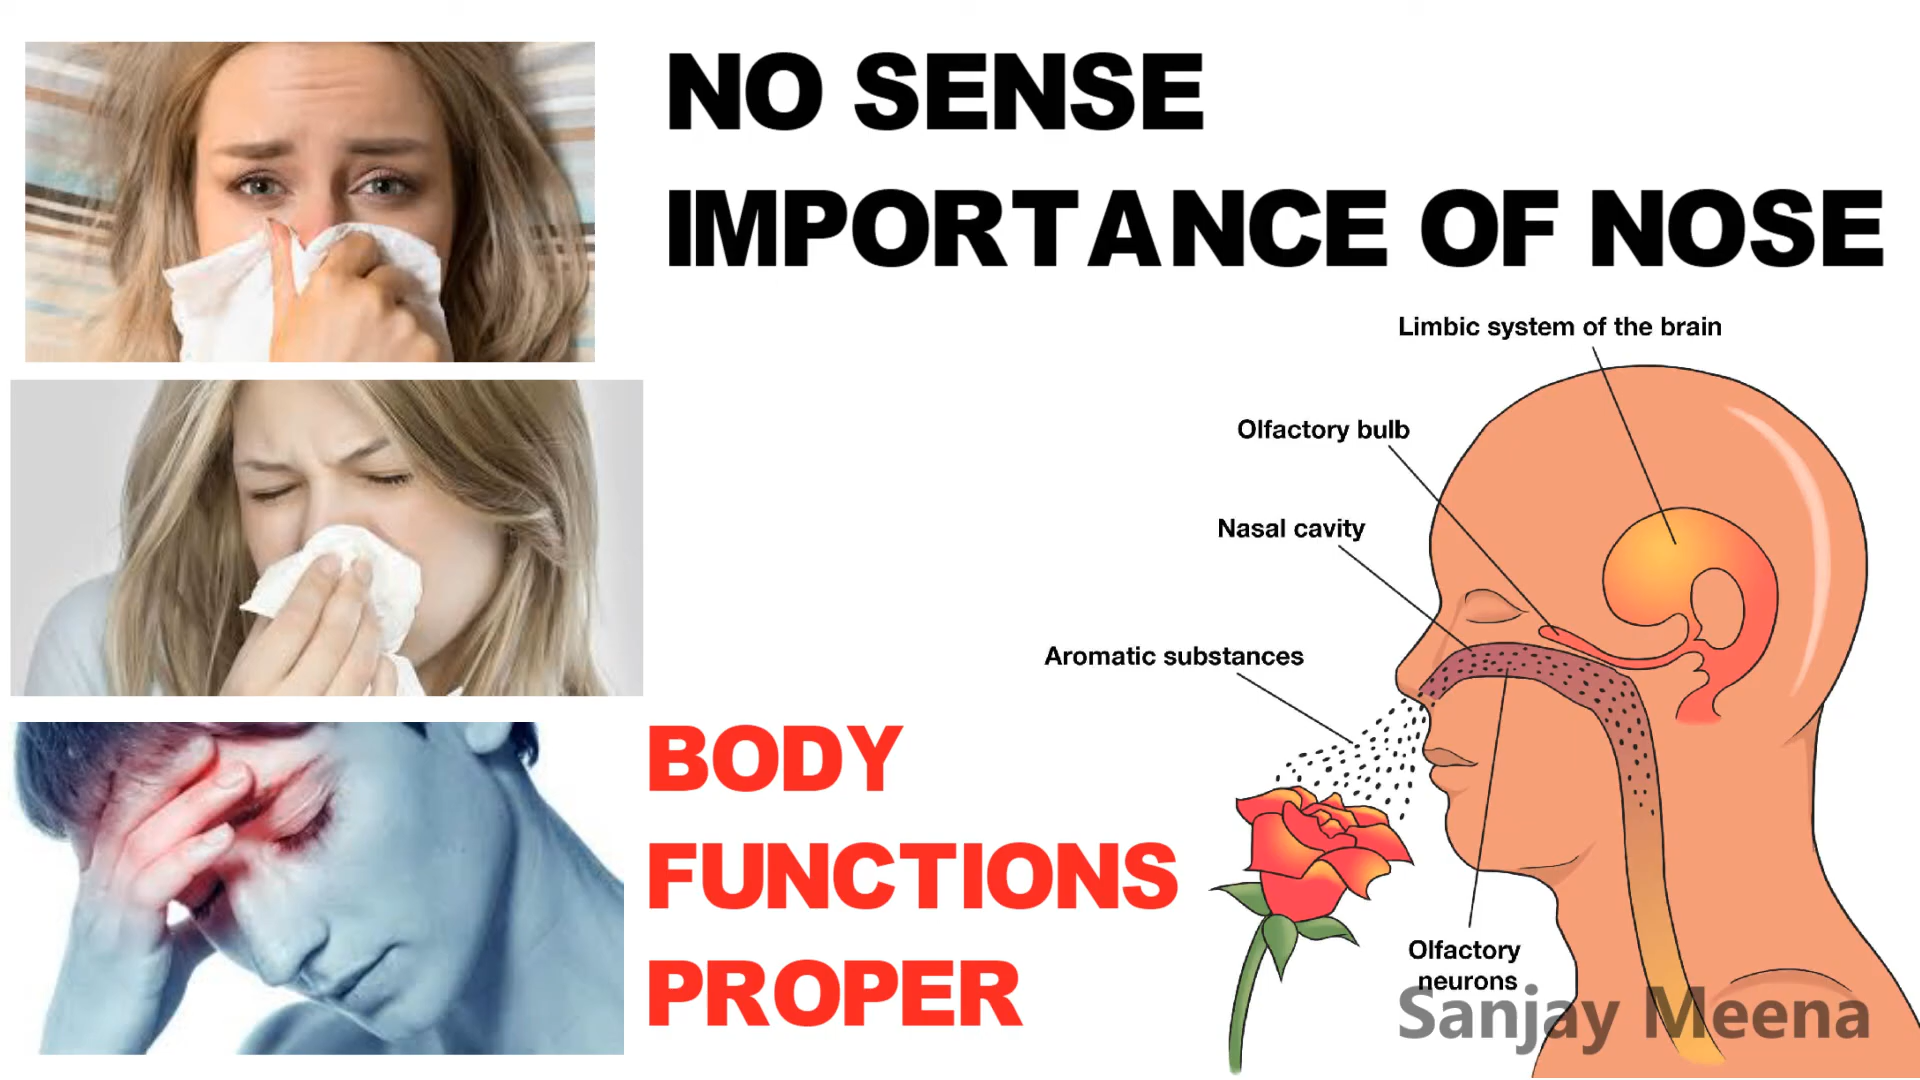 NO SENSE
IMPORTANCE OF NOSE
Limbic system of the brain
Olfactory bulb
Nasal cavity
Aromatic substances
BODY
FUNCTIONS
PROPER
Olfactory
neurons
Sanjay Meena